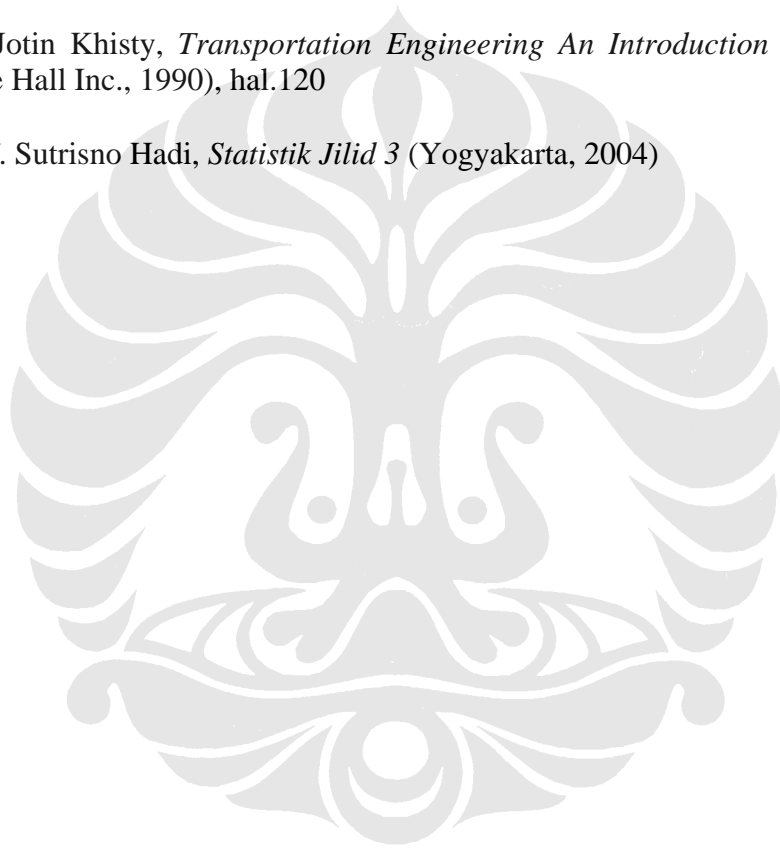 Jotin Khisty, Transportation Engineering An Introduction
Hall Inc., 1990), hal.120
. Sutrisno Hadi, Statistik Jilid 3 (Yogyakarta, 2004)